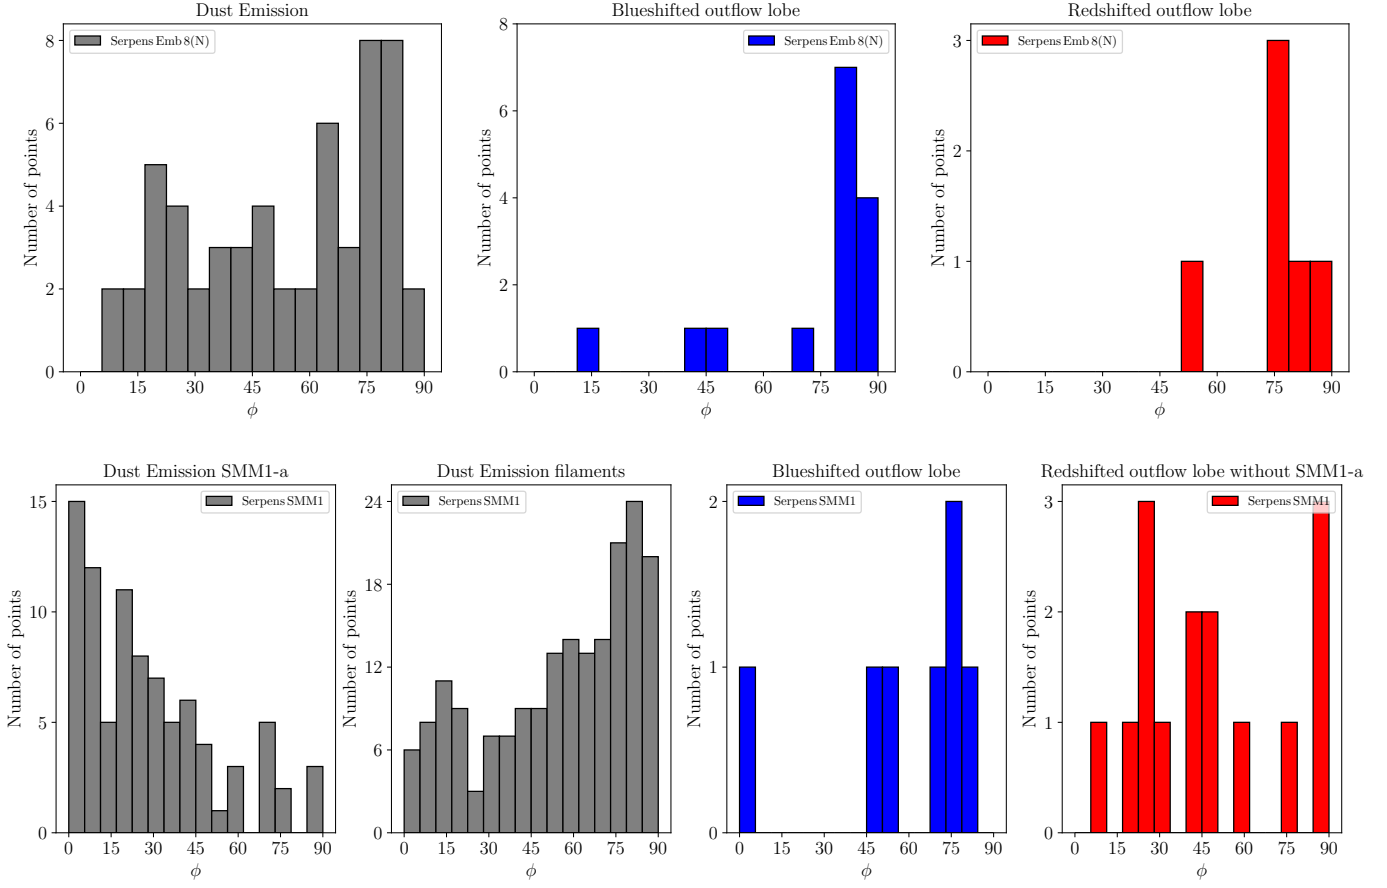 Dust Emission
Serpens Emb 8(N)
Number of points
0
2
4
6
8
0 15 30 45 60 75 90
ϕ
Blueshifted outflow lobe
Serpens Emb 8(N)
Number of points
0
2
4
6
8
0 15 30 45 60 75 90
ϕ
Redshifted outflow lobe
Serpens Emb 8(N)
Number of points
0
1
2
3
0 15 30 45 60 75 90
ϕ
Dust Emission SMM1-a
Serpens SMM1
Number of points
0
5
10
15
0 15 30 45 60 75 90
ϕ
Dust Emission filaments
Serpens SMM1
Number of points
0
6
12
18
24
0 15 30 45 60 75 90
ϕ
Blueshifted outflow lobe
Serpens SMM1
Number of points
0
1
2
0 15 30 45 60 75 90
ϕ
Redshifted outflow lobe without SMM1-a
Serpens SMM1
Number of points
0
1
2
3
0 15 30 45 60 75 90
ϕ